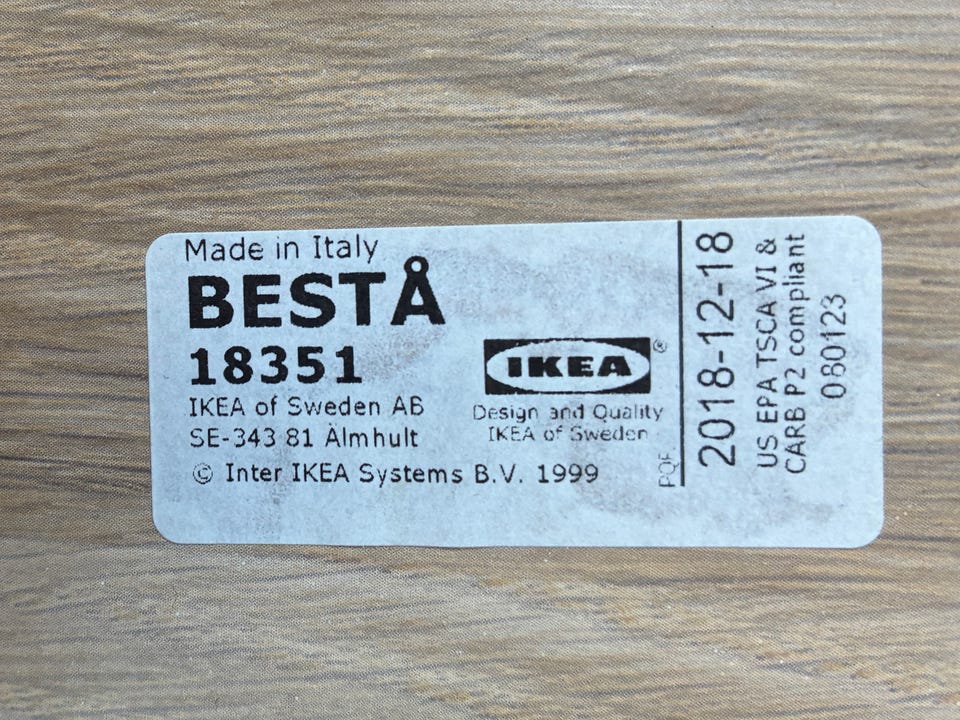 Made in Italy
BESTÅ
18351
IKEA of Sweden AB
SE-343 81 Älmhult
© Inter IKEA Systems B.V. 1999
IKEA ®
Design and Quality
IKEA of Sweden
PQF
2018-12-18
US EPA TSCA VI &
CARB P2 compliant
080123